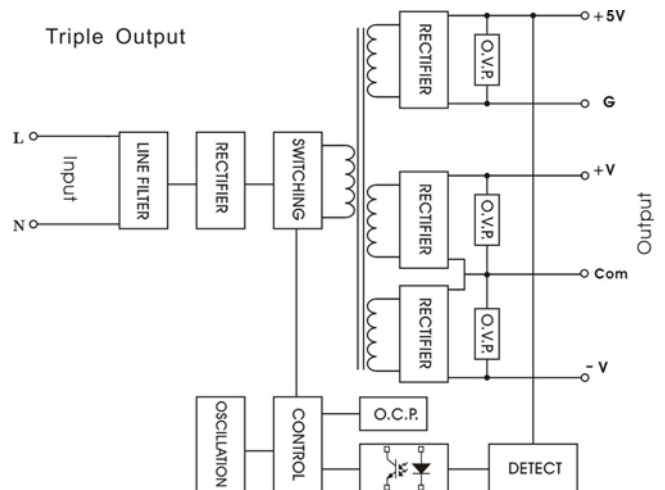 Triple Output
+5V
RECTIFIER
O.V.P.
G
L
Input
N
LINE FILTER
RECTIFIER
SWITCHING
RECTIFIER
O.V.P.
+V
Output
Com
RECTIFIER
O.V.P.
- V
OSCILLATION
CONTROL
O.C.P.
DETECT